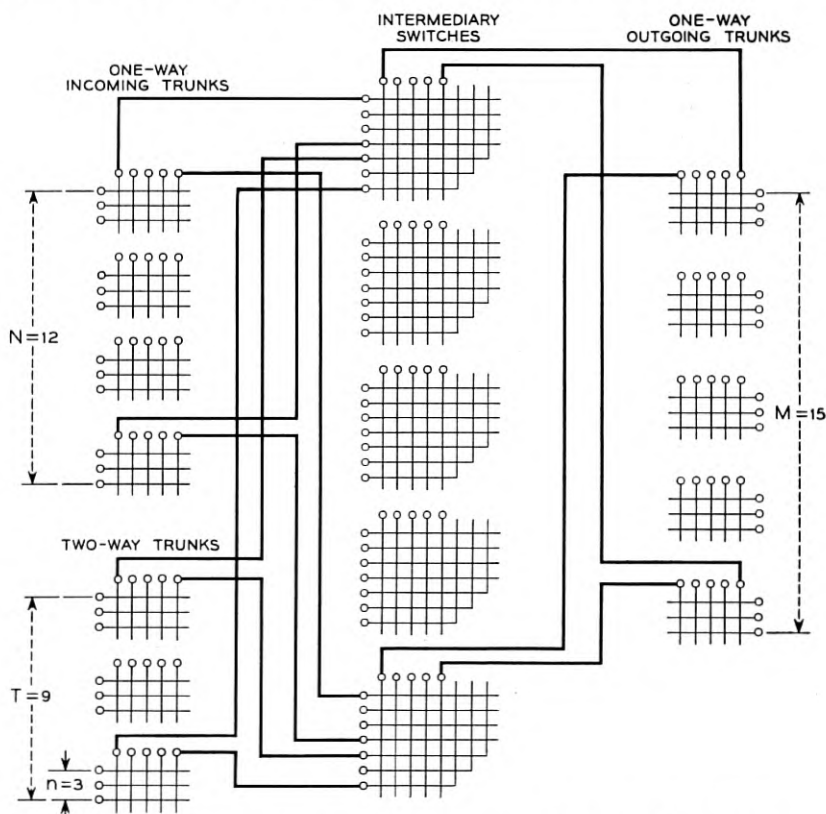 INTERMEDIARY
SWITCHES
ONE-WAY
OUTGOING TRUNKS
ONE-WAY
INCOMING TRUNKS
N=12
M=15
TWO-WAY TRUNKS
T=9
n=3